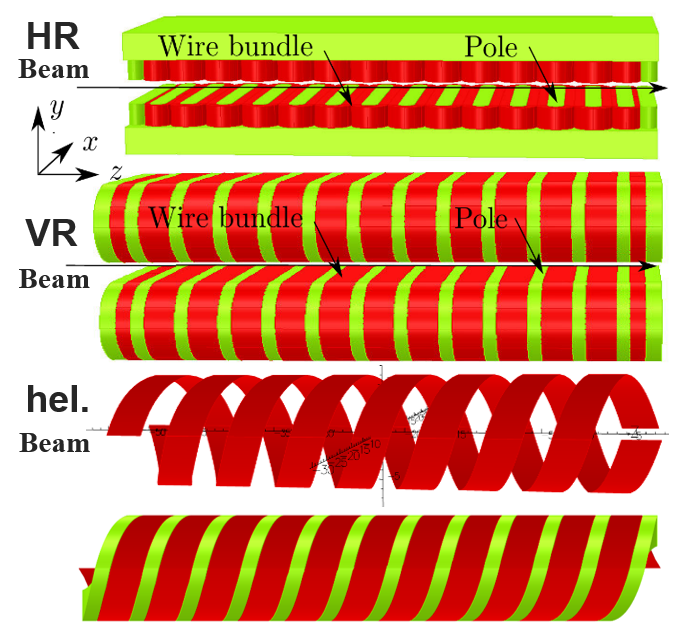 HR
Wire bundle
Pole
Beam
y
x
z
VR
Wire bundle
Pole
Beam
hel.
Beam